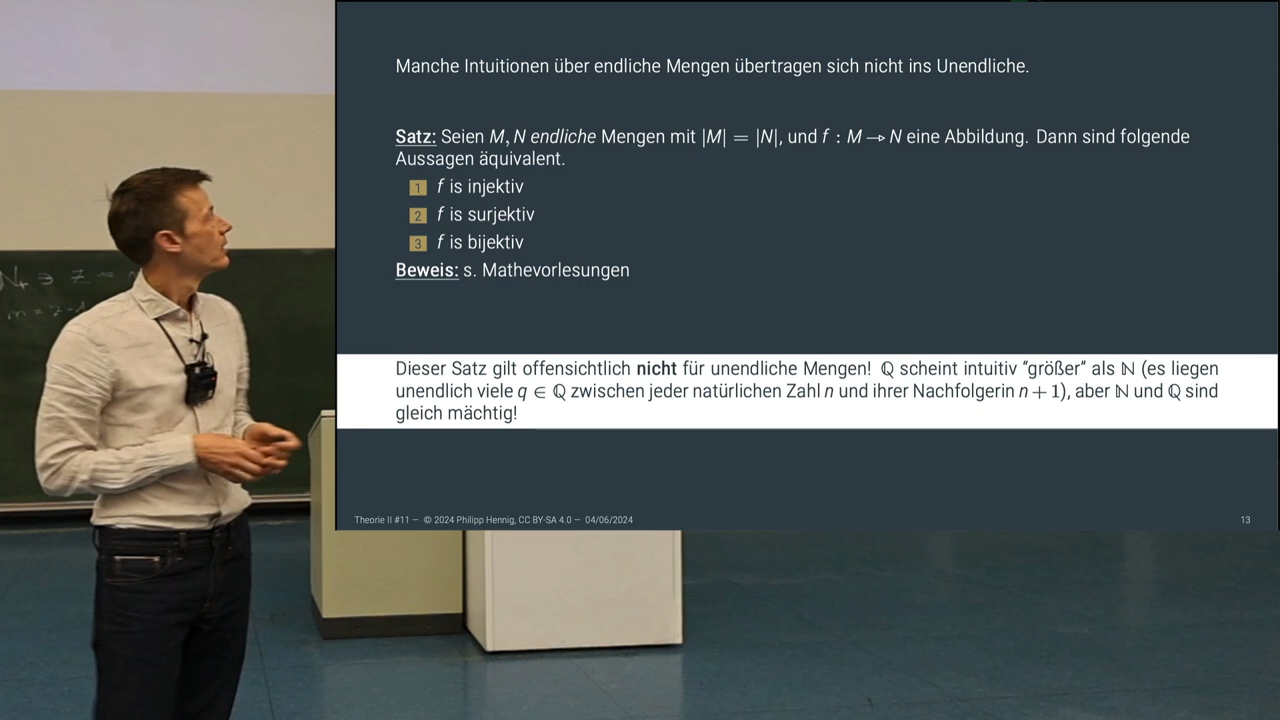 Manche Intuitionen über endliche Mengen übertragen sich nicht ins Unendliche.
Satz: Seien M, N endliche Mengen mit |M| = |N|, und f : M → N eine Abbildung. Dann sind folgende
Aussagen äquivalent.
1 f is injektiv
2 f is surjektiv
3 f is bijektiv
Beweis: s. Mathevorlesungen
Dieser Satz gilt offensichtlich nicht für unendliche Mengen! ℚ scheint intuitiv “größer” als ℕ (es liegen
unendlich viele q ∈ ℚ zwischen jeder natürlichen Zahl n und ihrer Nachfolgerin n + 1), aber ℕ und ℚ sind
gleich mächtig!
Theorie II #11 — © 2024 Philipp Hennig, CC BY-SA 4.0 — 04/06/2024
13